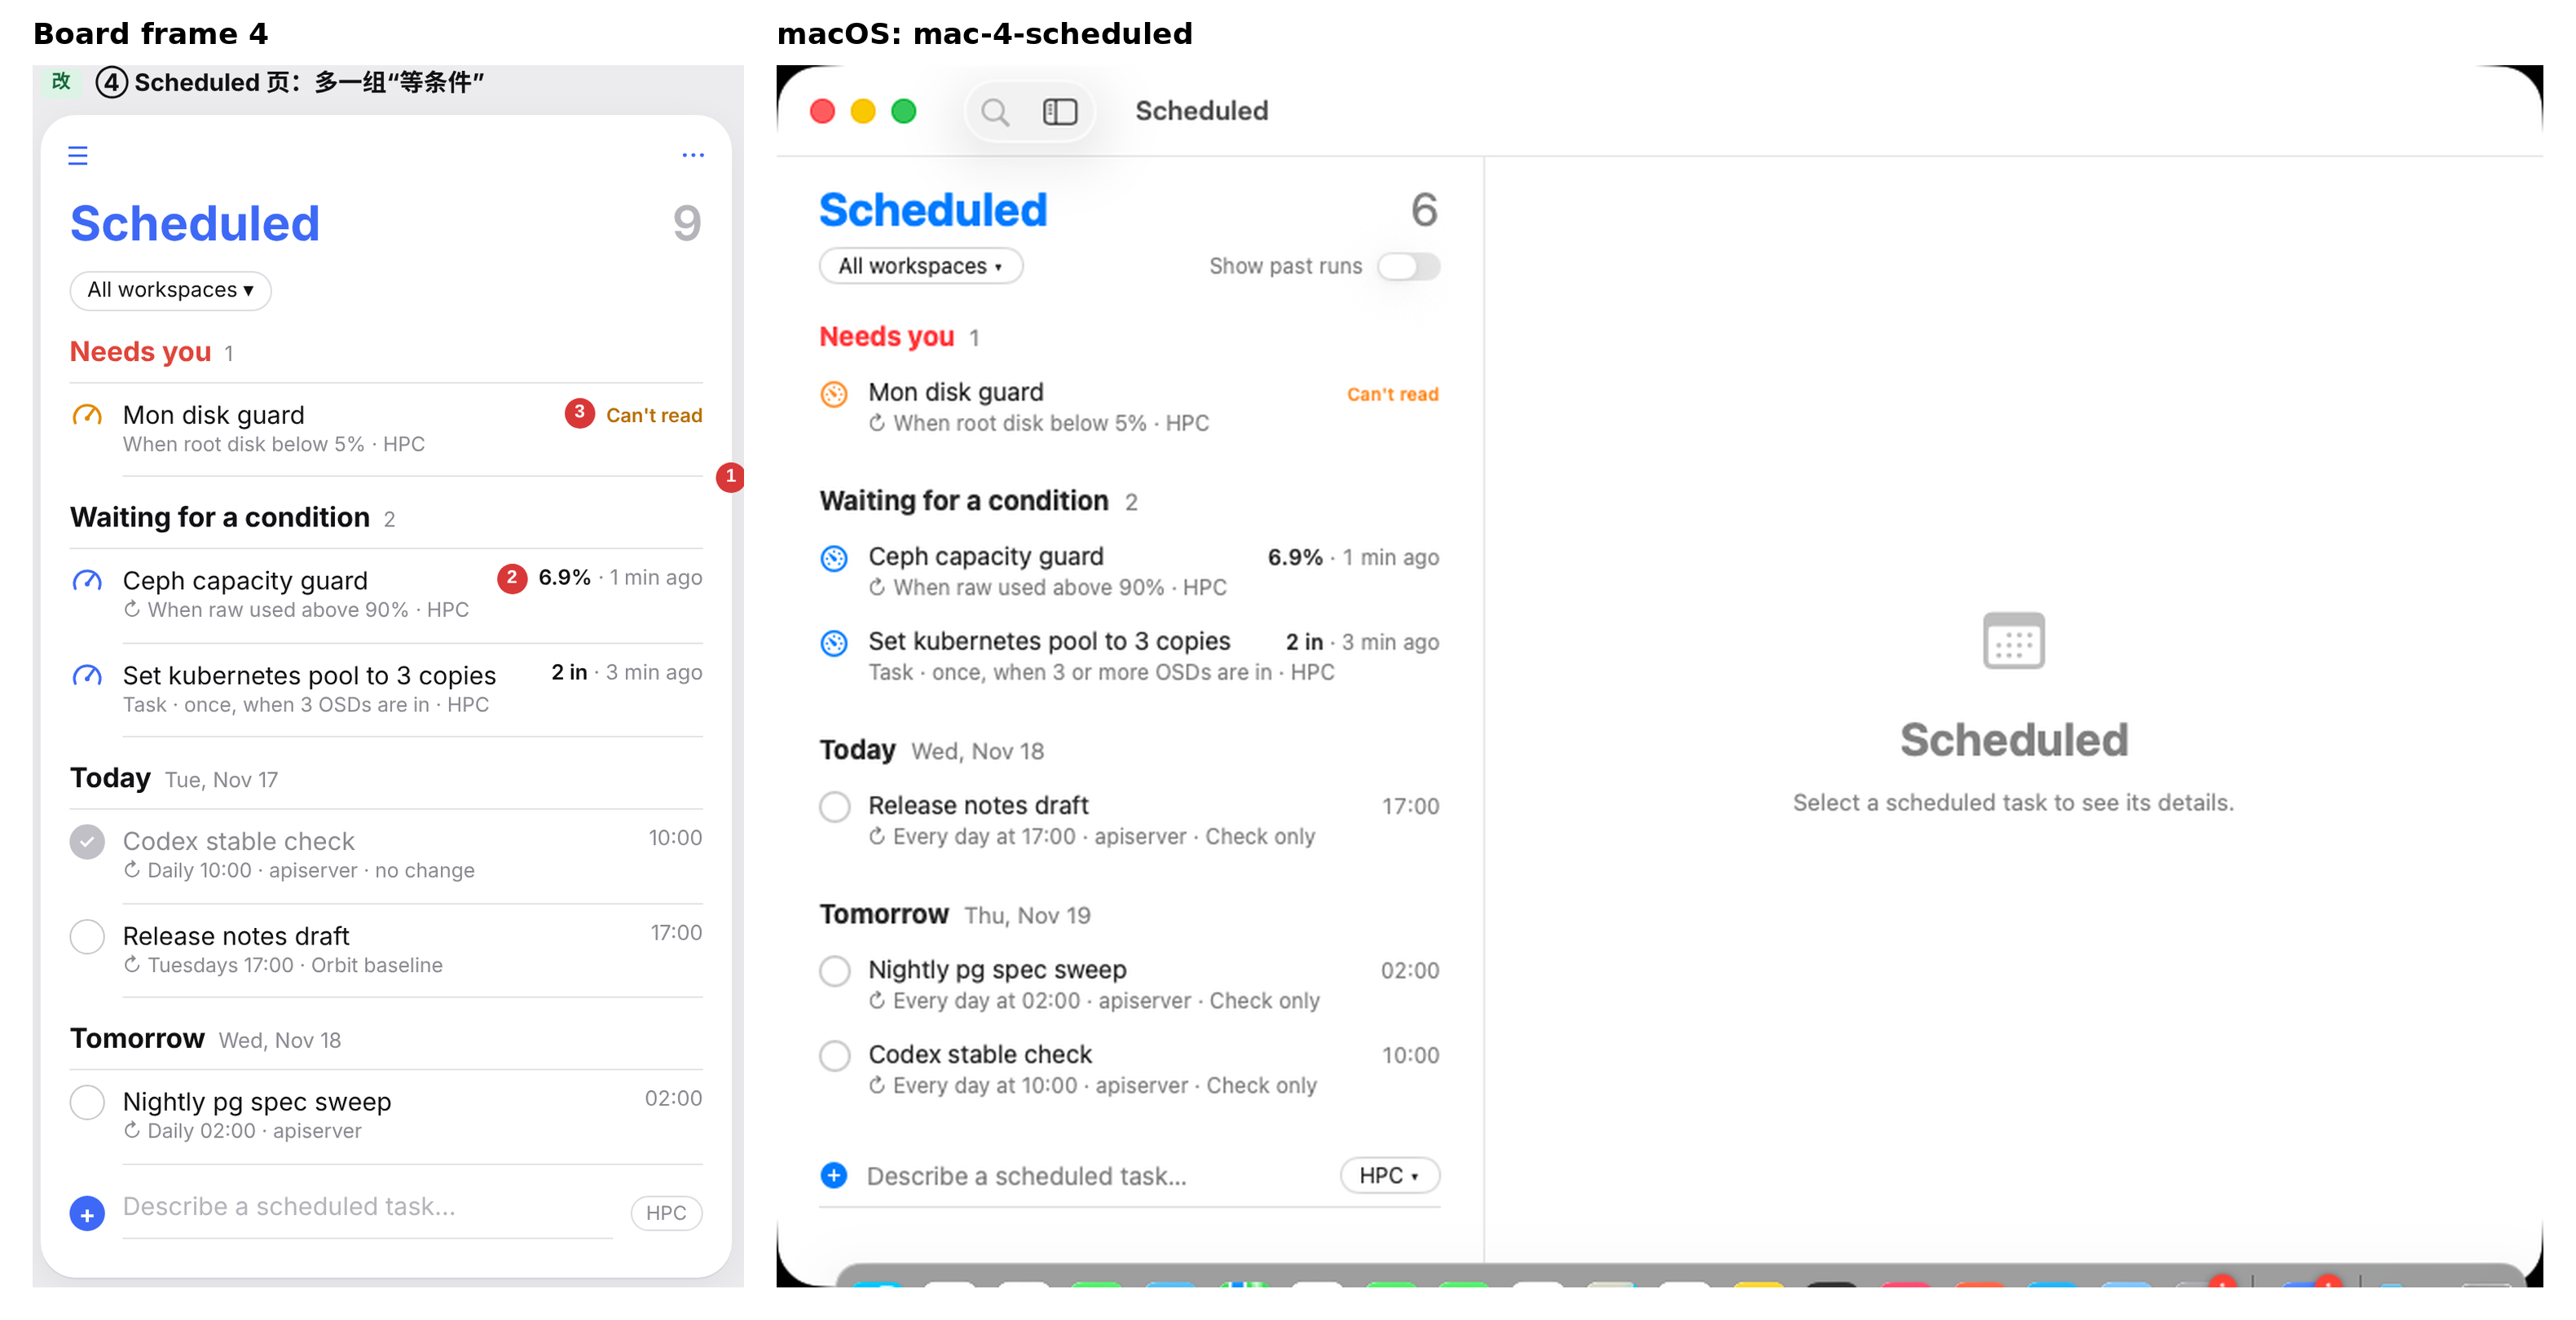 Board frame 4
改 ④ Scheduled 页：多一组“等条件”
☰ ···
Scheduled 9
All workspaces ▾
Needs you 1
Mon disk guard 3 Can't read
When root disk below 5% · HPC
1
Waiting for a condition 2
Ceph capacity guard 2 6.9% · 1 min ago
↻ When raw used above 90% · HPC
Set kubernetes pool to 3 copies 2 in · 3 min ago
Task · once, when 3 OSDs are in · HPC
Today Tue, Nov 17
Codex stable check 10:00
↻ Daily 10:00 · apiserver · no change
Release notes draft 17:00
↻ Tuesdays 17:00 · Orbit baseline
Tomorrow Wed, Nov 18
Nightly pg spec sweep 02:00
↻ Daily 02:00 · apiserver
+ Describe a scheduled task... HPC
macOS: mac-4-scheduled
Scheduled
Scheduled 6
All workspaces ▾ Show past runs
Needs you 1
Mon disk guard Can't read
↻ When root disk below 5% · HPC
Waiting for a condition 2
Ceph capacity guard 6.9% · 1 min ago
↻ When raw used above 90% · HPC
Set kubernetes pool to 3 copies 2 in · 3 min ago
Task · once, when 3 or more OSDs are in · HPC
Today Wed, Nov 18
Release notes draft 17:00
↻ Every day at 17:00 · apiserver · Check only
Tomorrow Thu, Nov 19
Nightly pg spec sweep 02:00
↻ Every day at 02:00 · apiserver · Check only
Codex stable check 10:00
↻ Every day at 10:00 · apiserver · Check only
+ Describe a scheduled task... HPC ▾
Scheduled
Select a scheduled task to see its details.